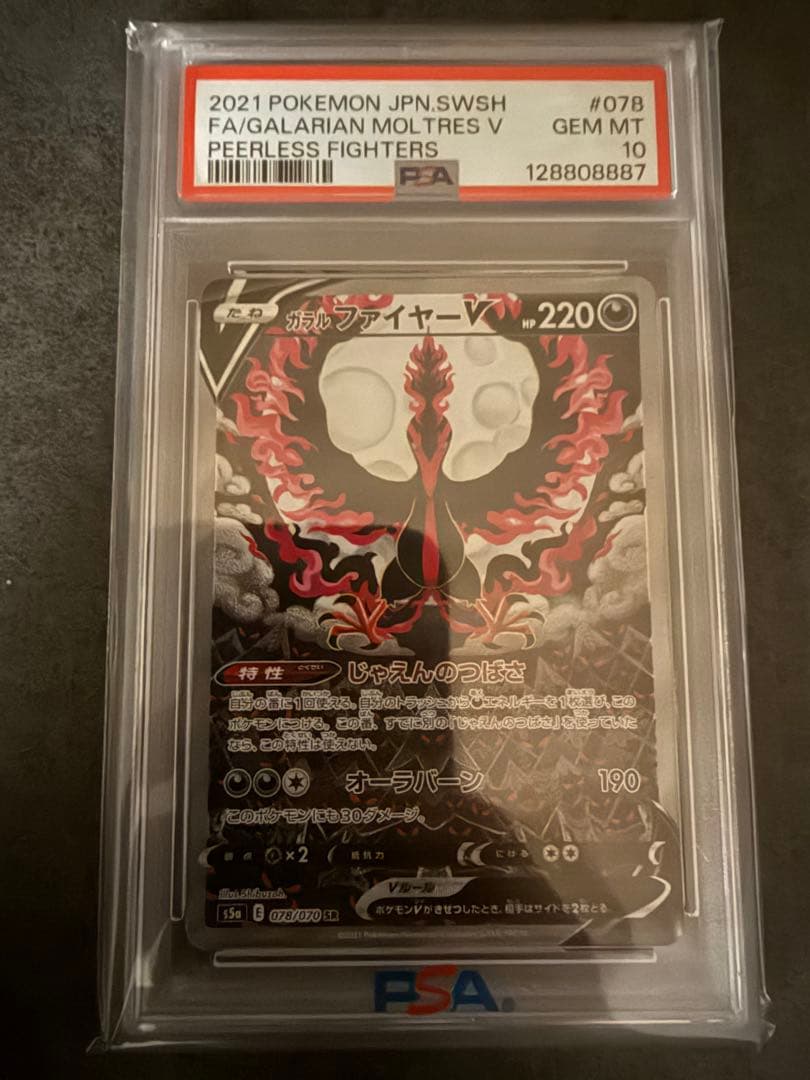 2021 POKEMON JPN.SWSH #078
FA/GALARIAN MOLTRES V GEM MT
PEERLESS FIGHTERS 10
PSA 128808887
たね ガラル ファイヤーV HP 220
特性 とくせい じゃえんのつばさ
自分の番に1回使える。自分のトラッシュからエネルギーを1枚選び、この
ポケモンにつける。この番、すでに別の「じゃえんのつばさ」を使っていた
なら、この特性は使えない。
オーラバーン 190
このポケモンにも30ダメージ。
弱点 ×2 抵抗力 にげる
Illus. Shibuzoh.
Vルール
s5a E 078/070 SR ポケモンVがきぜつしたとき、相手はサイドを2枚とる。
©2021 Pokémon
PSA